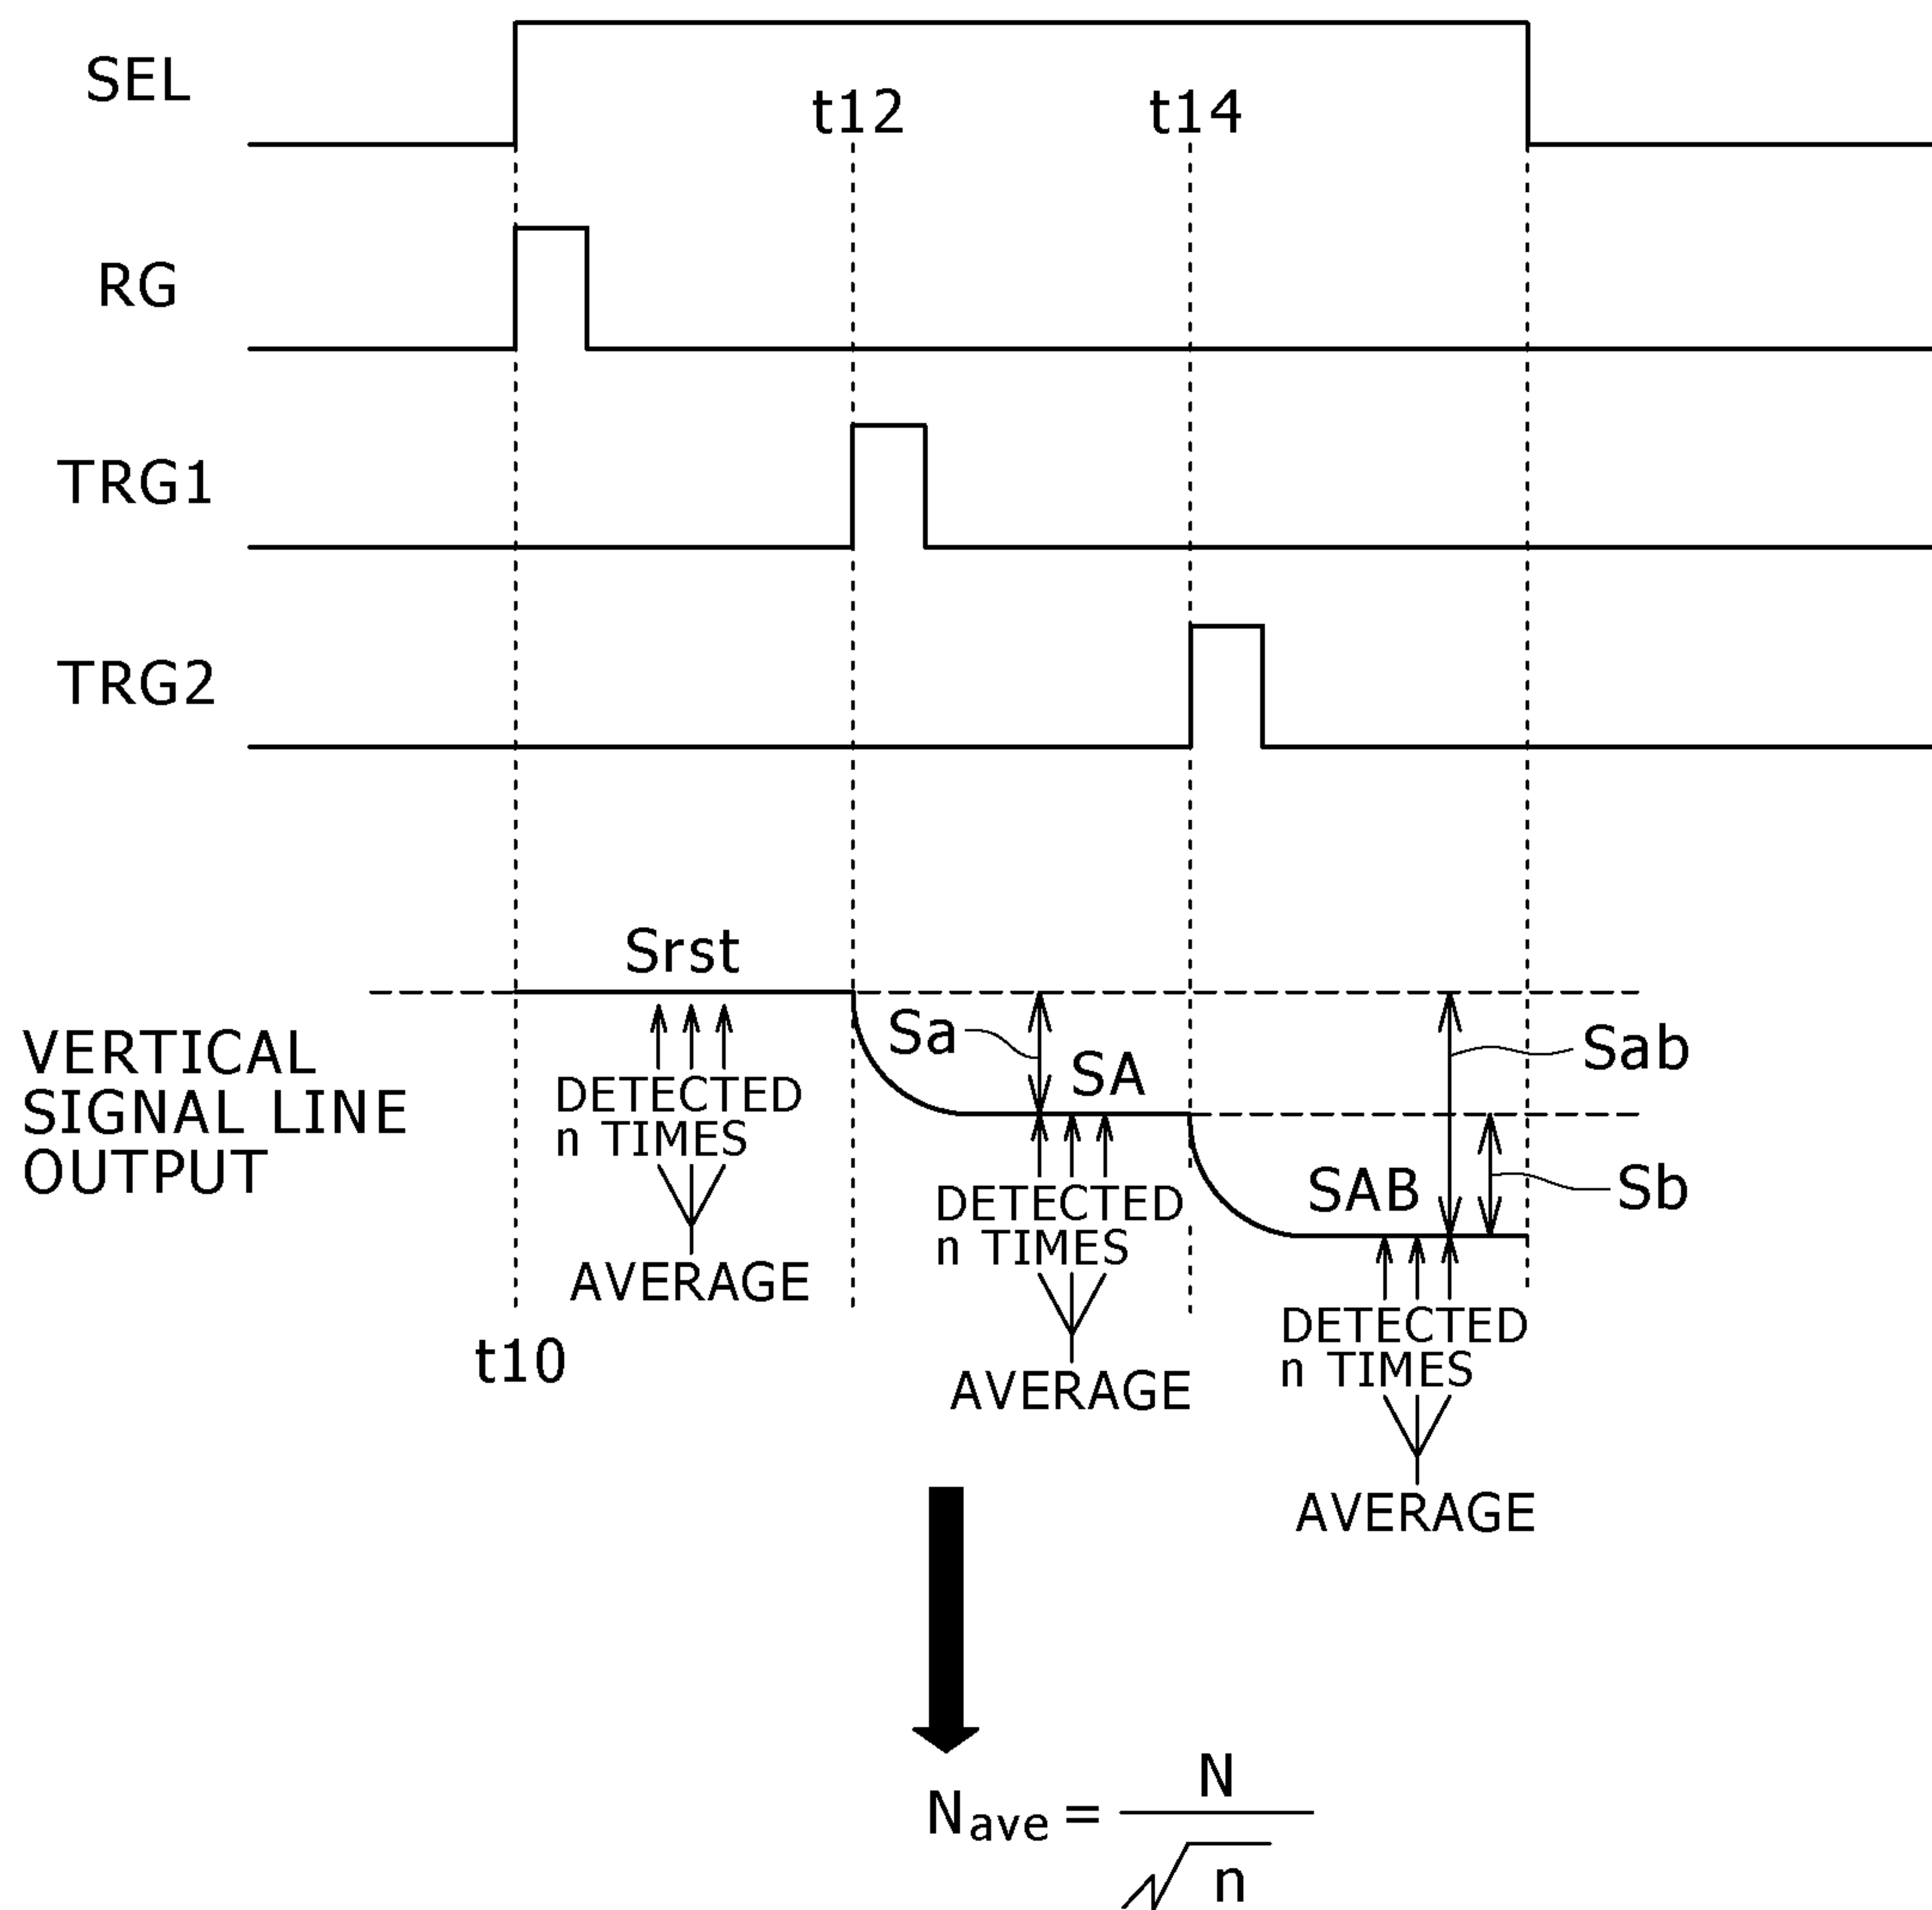 SEL
t12
t14
RG
TRG1
TRG2
Srst
VERTICAL
SIGNAL LINE
OUTPUT
DETECTED
n TIMES
AVERAGE
Sa
SA
DETECTED
n TIMES
AVERAGE
Sab
SAB
Sb
DETECTED
n TIMES
AVERAGE
t10
Nave = N / √n